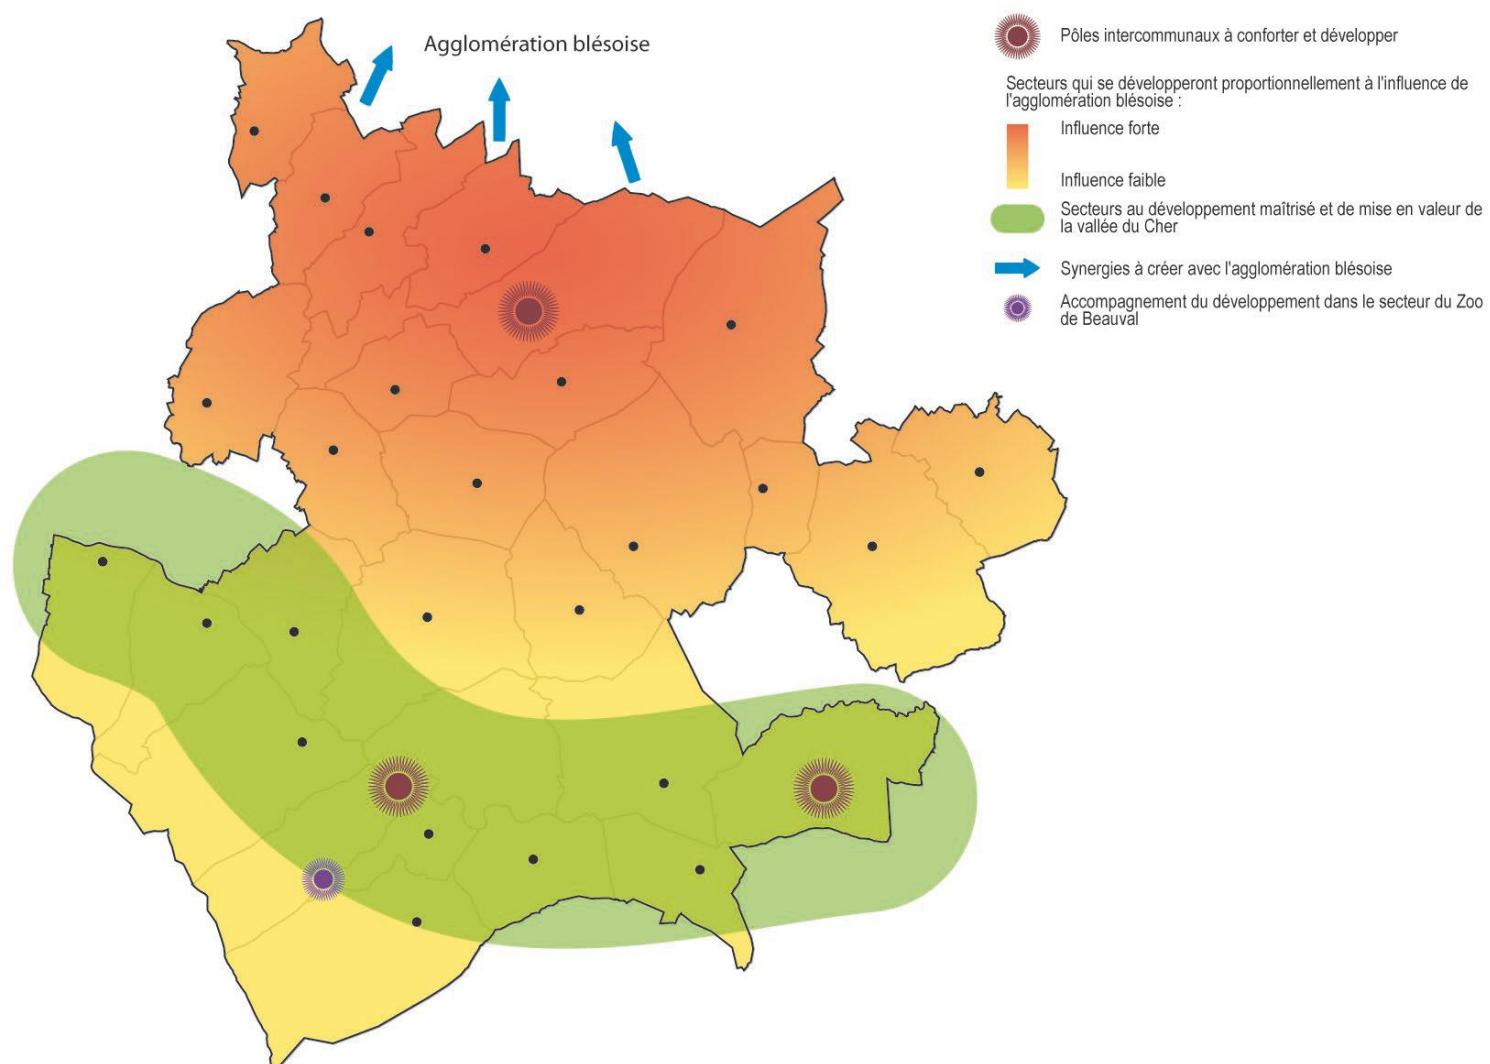 Agglomération blésoise
Pôles intercommunaux à conforter et développer
Secteurs qui se développeront proportionnellement à l'influence de
l'agglomération blésoise :
Influence forte
Influence faible
Secteurs au développement maîtrisé et de mise en valeur de
la vallée du Cher
Synergies à créer avec l'agglomération blésoise
Accompagnement du développement dans le secteur du Zoo
de Beauval